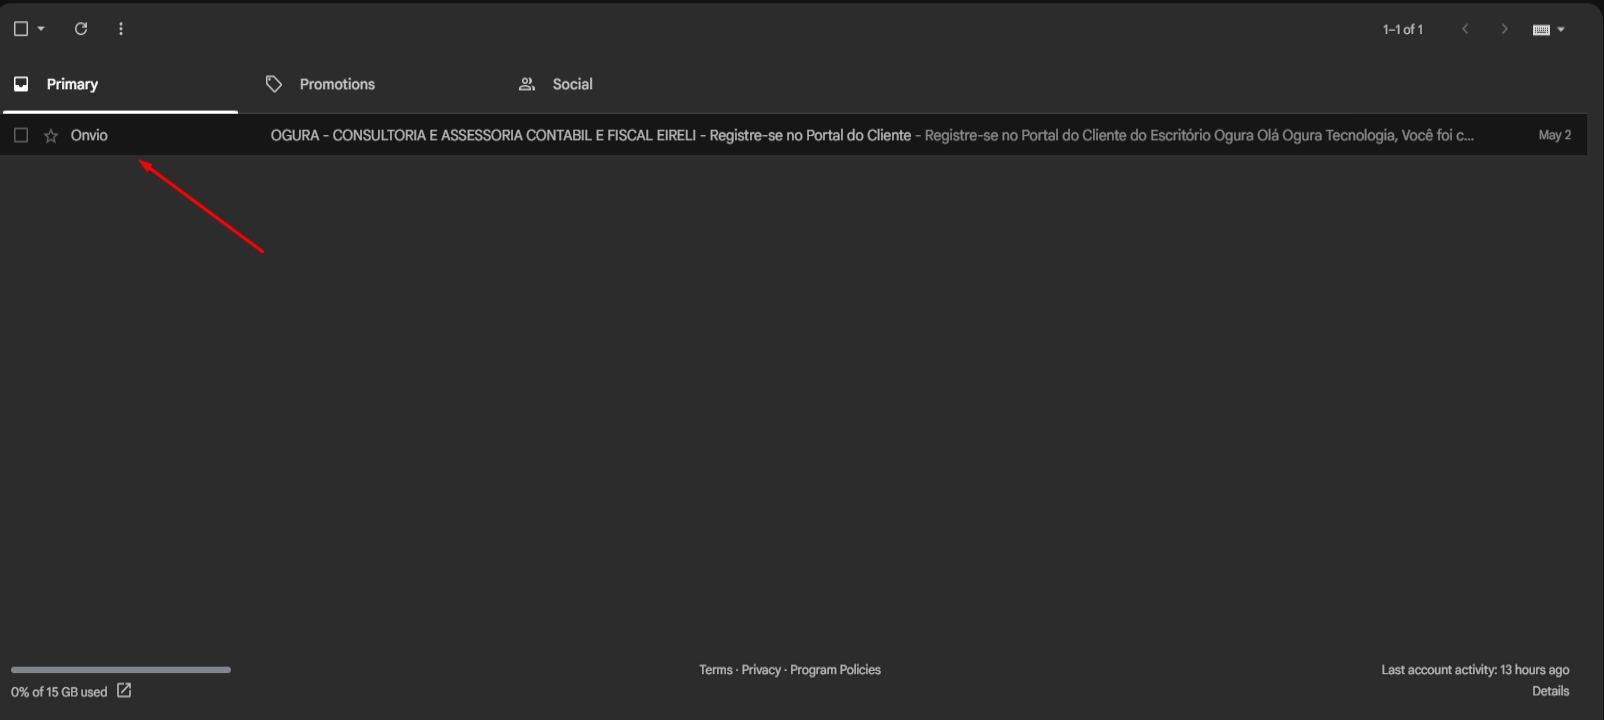 1–1 of 1
Primary
Promotions
Social
Onvio
OGURA - CONSULTORIA E ASSESSORIA CONTABIL E FISCAL EIRELI - Registre-se no Portal do Cliente - Registre-se no Portal do Cliente do Escritório Ogura Olá Ogura Tecnologia, Você foi c...
May 2
Terms · Privacy · Program Policies
Last account activity: 13 hours ago
0% of 15 GB used
Details